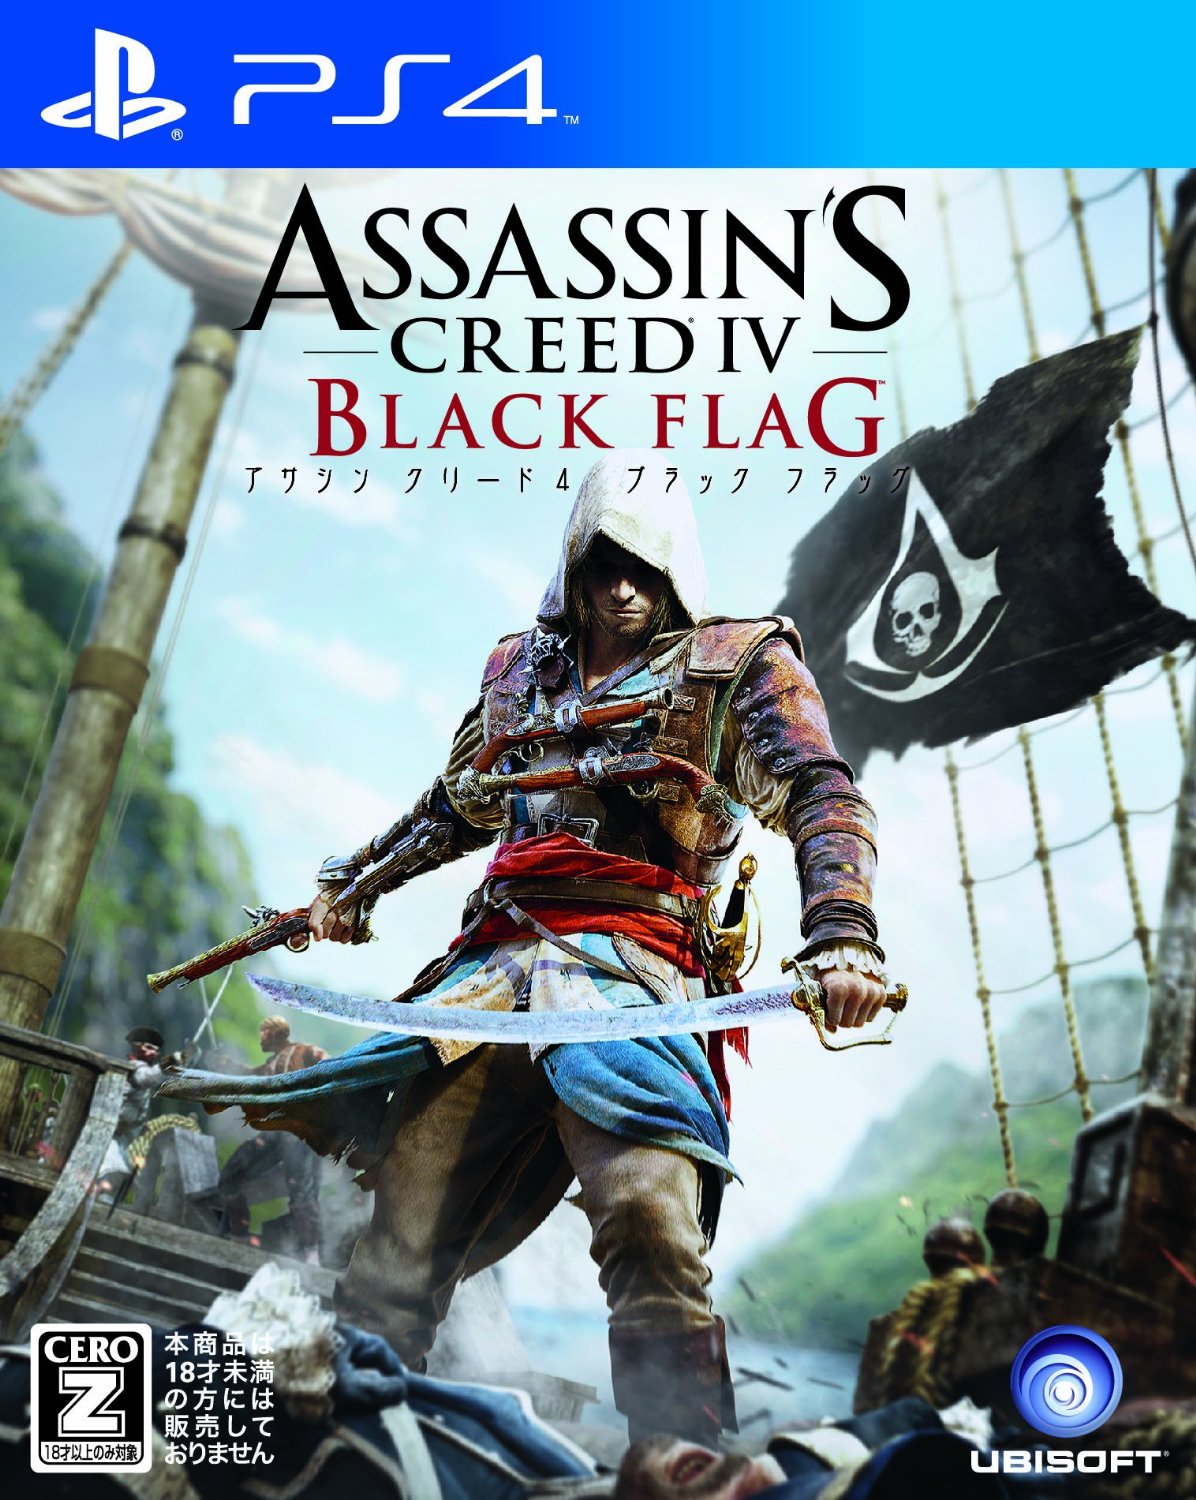 PS4™
ASSASSIN'S
CREED® IV
BLACK FLAG™
アサシン クリード4 ブラック フラッグ
CERO
Z
18才以上のみ対象
本商品は
18才未満
の方には
販売して
おりません
UBISOFT®